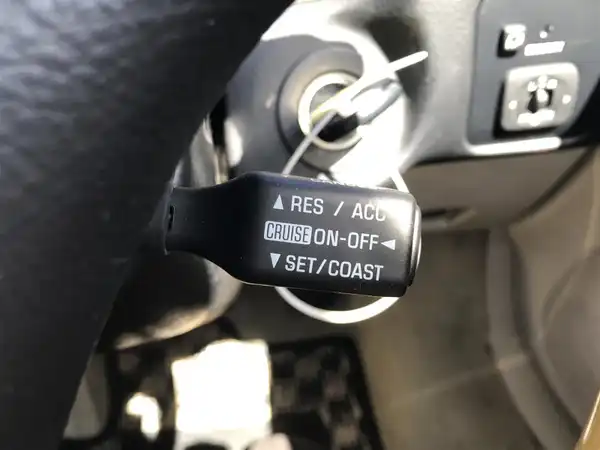 ▲ RES / ACC
CRUISE ON-OFF ◄
▼ SET/COAST